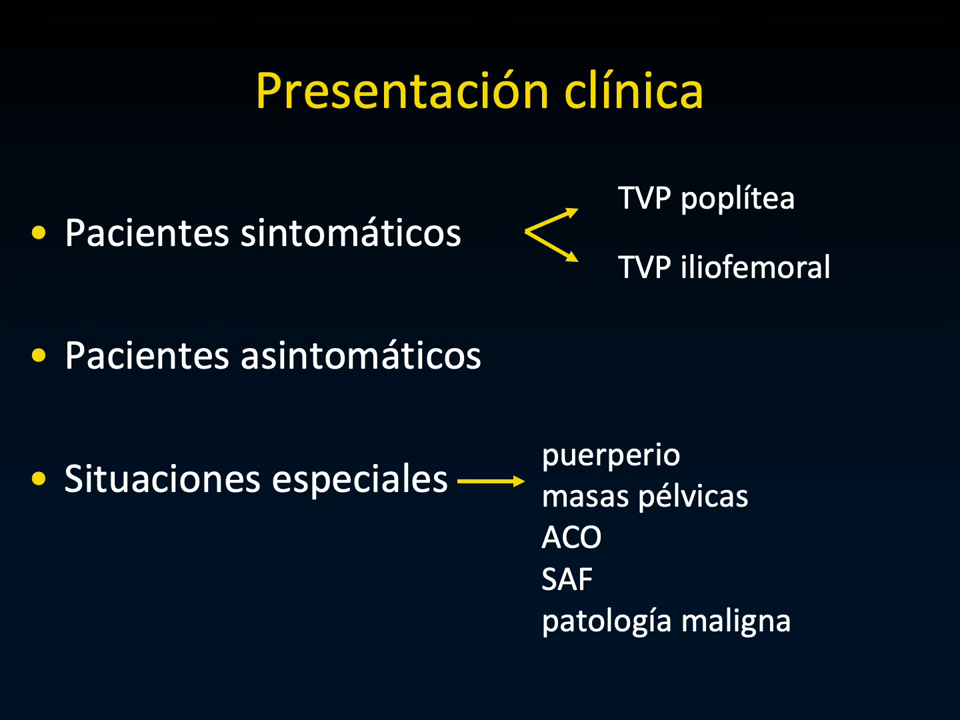 Presentación clínica
• Pacientes sintomáticos
TVP poplítea
TVP iliofemoral
• Pacientes asintomáticos
• Situaciones especiales
puerperio
masas pélvicas
ACO
SAF
patología maligna